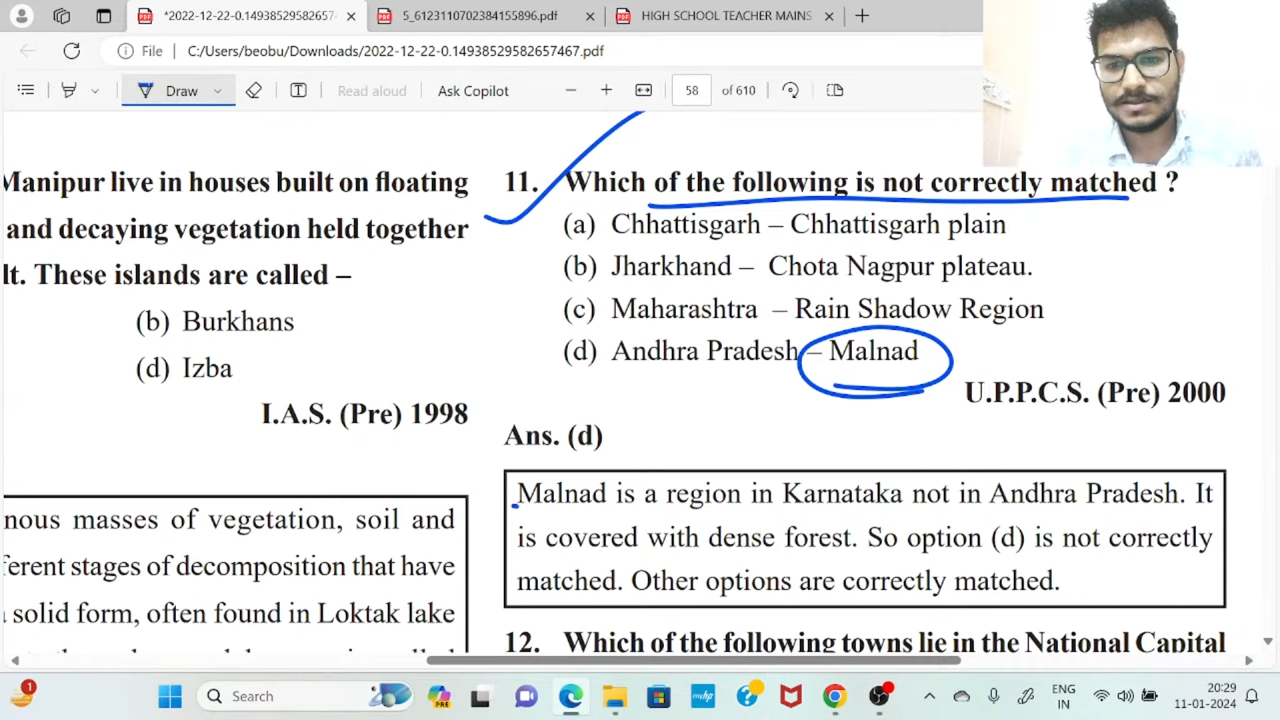 *2022-12-22-0.14938529582657
5_6123110702384155896.pdf
HIGH SCHOOL TEACHER MAINS
File
C:/Users/beobu/Downloads/2022-12-22-0.14938529582657467.pdf
Draw
Read aloud
Ask Copilot
58
of 610
Manipur live in houses built on floating
and decaying vegetation held together
lt. These islands are called –
(b) Burkhans
(d) Izba
I.A.S. (Pre) 1998
nous masses of vegetation, soil and
ferent stages of decomposition that have
solid form, often found in Loktak lake
11. Which of the following is not correctly matched ?
(a) Chhattisgarh – Chhattisgarh plain
(b) Jharkhand – Chota Nagpur plateau.
(c) Maharashtra – Rain Shadow Region
(d) Andhra Pradesh – Malnad
U.P.P.C.S. (Pre) 2000
Ans. (d)
Malnad is a region in Karnataka not in Andhra Pradesh. It
is covered with dense forest. So option (d) is not correctly
matched. Other options are correctly matched.
12. Which of the following towns lie in the National Capital
1
Search
PRE
ENG
IN
20:29
11-01-2024